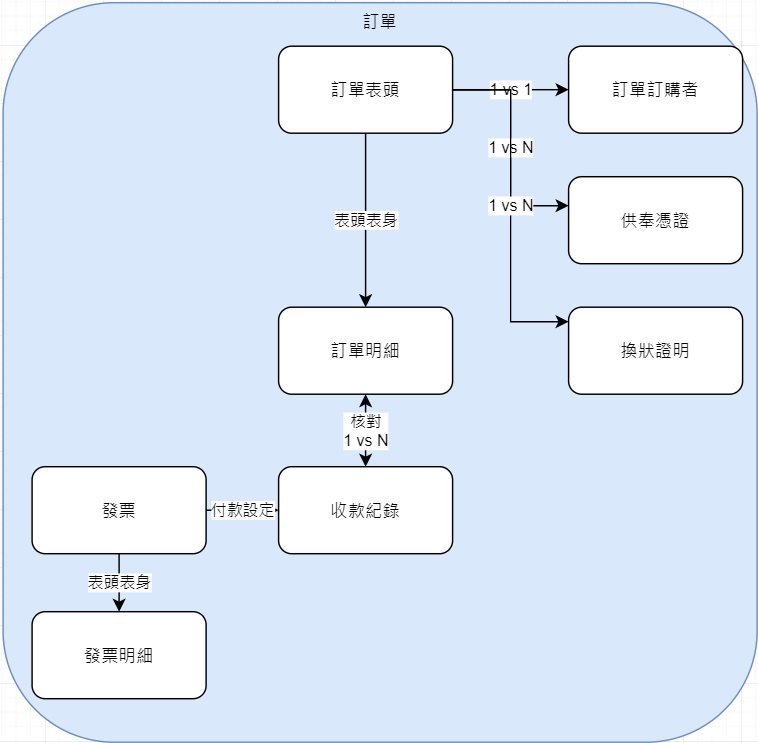 訂單
訂單表頭
1 vs 1
訂單訂購者
1 vs N
1 vs N
供奉憑證
表頭表身
訂單明細
換狀證明
核對
1 vs N
發票
付款設定
收款紀錄
表頭表身
發票明細